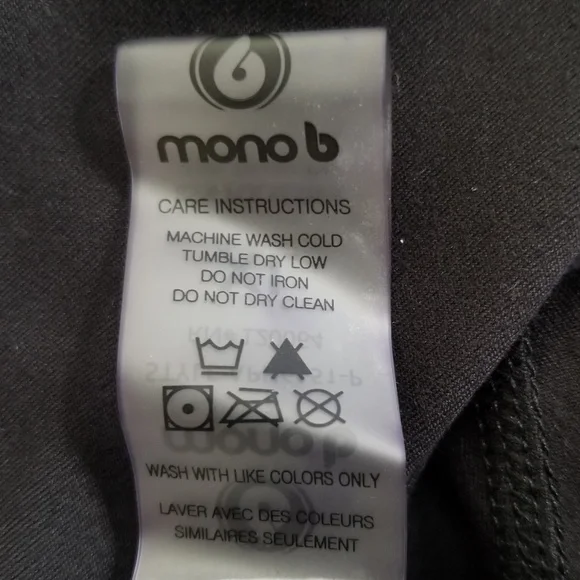 mono b
CARE INSTRUCTIONS
MACHINE WASH COLD
TUMBLE DRY LOW
DO NOT IRON
DO NOT DRY CLEAN
WASH WITH LIKE COLORS ONLY
LAVER AVEC DES COULEURS
SIMILAIRES SEULEMENT